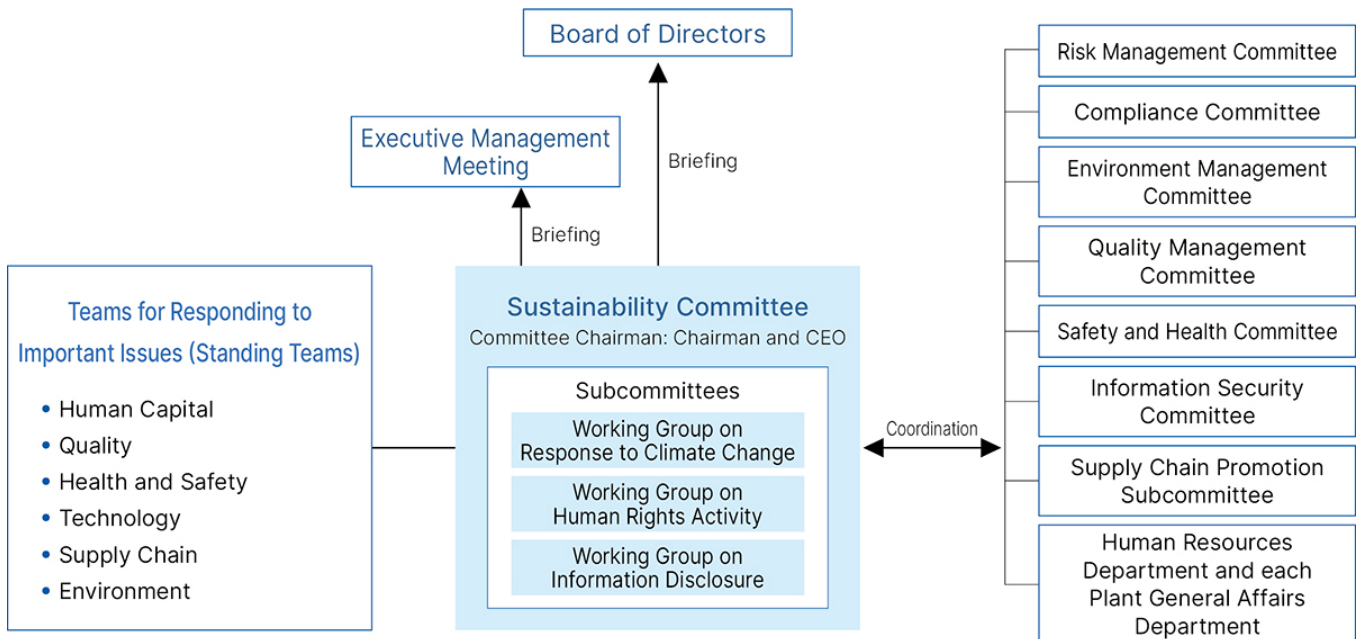 Board of Directors
Briefing
Executive Management
Meeting
Briefing
Teams for Responding to
Important Issues (Standing Teams)
• Human Capital
• Quality
• Health and Safety
• Technology
• Supply Chain
• Environment
Sustainability Committee
Committee Chairman: Chairman and CEO
Subcommittees
Working Group on
Response to Climate Change
Working Group on
Human Rights Activity
Working Group on
Information Disclosure
Coordination
Risk Management Committee
Compliance Committee
Environment Management
Committee
Quality Management
Committee
Safety and Health Committee
Information Security
Committee
Supply Chain Promotion
Subcommittee
Human Resources
Department and each
Plant General Affairs
Department